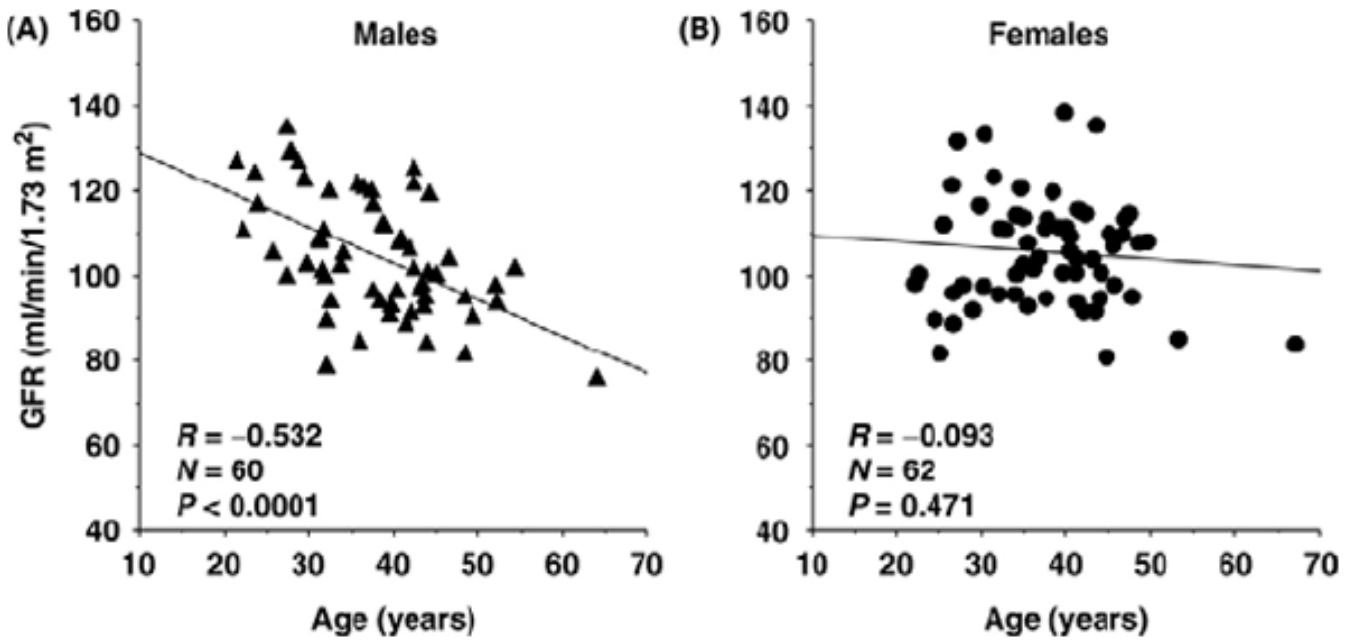 (A)
Males
GFR (ml/min/1.73 m²)
160
140
120
100
80
60
40
R = −0.532
N = 60
P < 0.0001
10 20 30 40 50 60 70
Age (years)
(B)
Females
160
140
120
100
80
60
40
R = −0.093
N = 62
P = 0.471
10 20 30 40 50 60 70
Age (years)